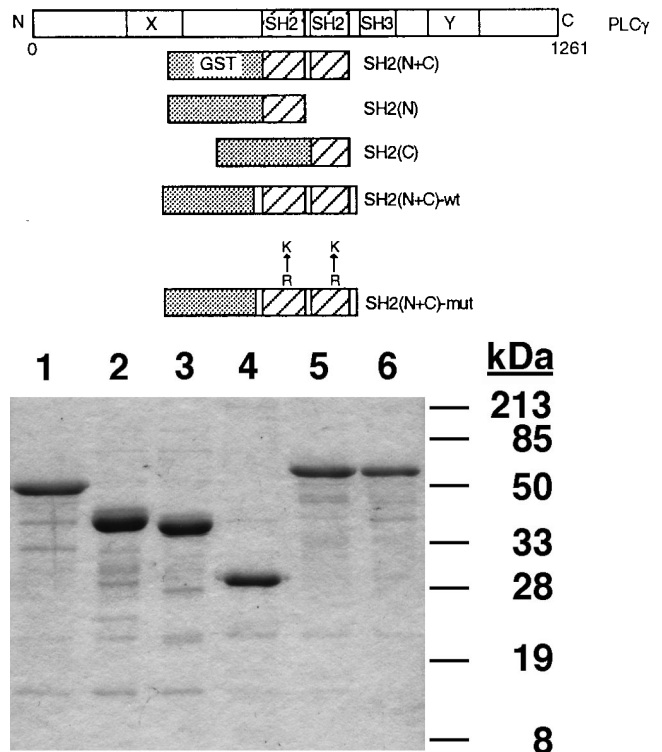 N X SH2 SH2 SH3 Y C PLCγ
0 1261
GST SH2(N+C)
SH2(N)
SH2(C)
SH2(N+C)-wt
K K
R R
SH2(N+C)-mut
1 2 3 4 5 6 kDa
213
85
50
33
28
19
8